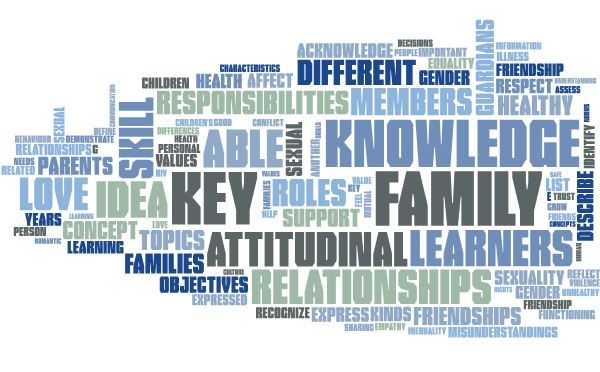 ACKNOWLEDGE
DECISIONS
PEOPLE IMPORTANT
GUARDIANS
INFORMATION
ILLNESS
CHARACTERISTICS
DIFFERENT
EQUALITY
GENDER
FRIENDSHIP
UNDERSTANDING
CHILDREN
HEALTH
AFFECT
RESPECT
ASSESS
RESPONSIBILITIES
MEMBERS
HEALTHY
COMMUNICATION
SEXUAL
SKILL
CHILDREN'S
GOOD
CONFLICT
DEFINE
DIFFERENCES
BEHAVIOUR
DEMONSTRATE
HEALTH
ABLE
SEXUAL
ANOTHER
SKILLS
KNOWLEDGE
IDENTIFY
RELATIONSHIPS
PERSONAL
VALUES
NEEDS
RELATED
PARENTS
HIV
VALUES
SAFE
LIST
LOVE
IDEA
KEY
FAMILIES
ROLES
VALUE
KEY
FEEL
MUTUAL
FAMILY
E
TRUST
DESCRIBE
YEARS
LEARNING
HELP
SUPPORT
GROW
FRIENDS
CONCEPTS
PERSON
CONCEPT
LOVE
ROMANTIC
LEARNING
TOPICS
ATTITUDINAL
LEARNERS
HUMAN
FAMILIES
CULTURE
OBJECTIVES
RELATIONSHIPS
SEXUALITY
REFLECT
VIOLENCE
EXPRESSED
RIGHTS
GENDER
UNHEALTHY
FRIENDSHIP
RECOGNIZE
EXPRESS
KINDS
FRIENDSHIPS
FUNCTIONING
SHARING
EMPATHY
INEQUALITY
MISUNDERSTANDINGS